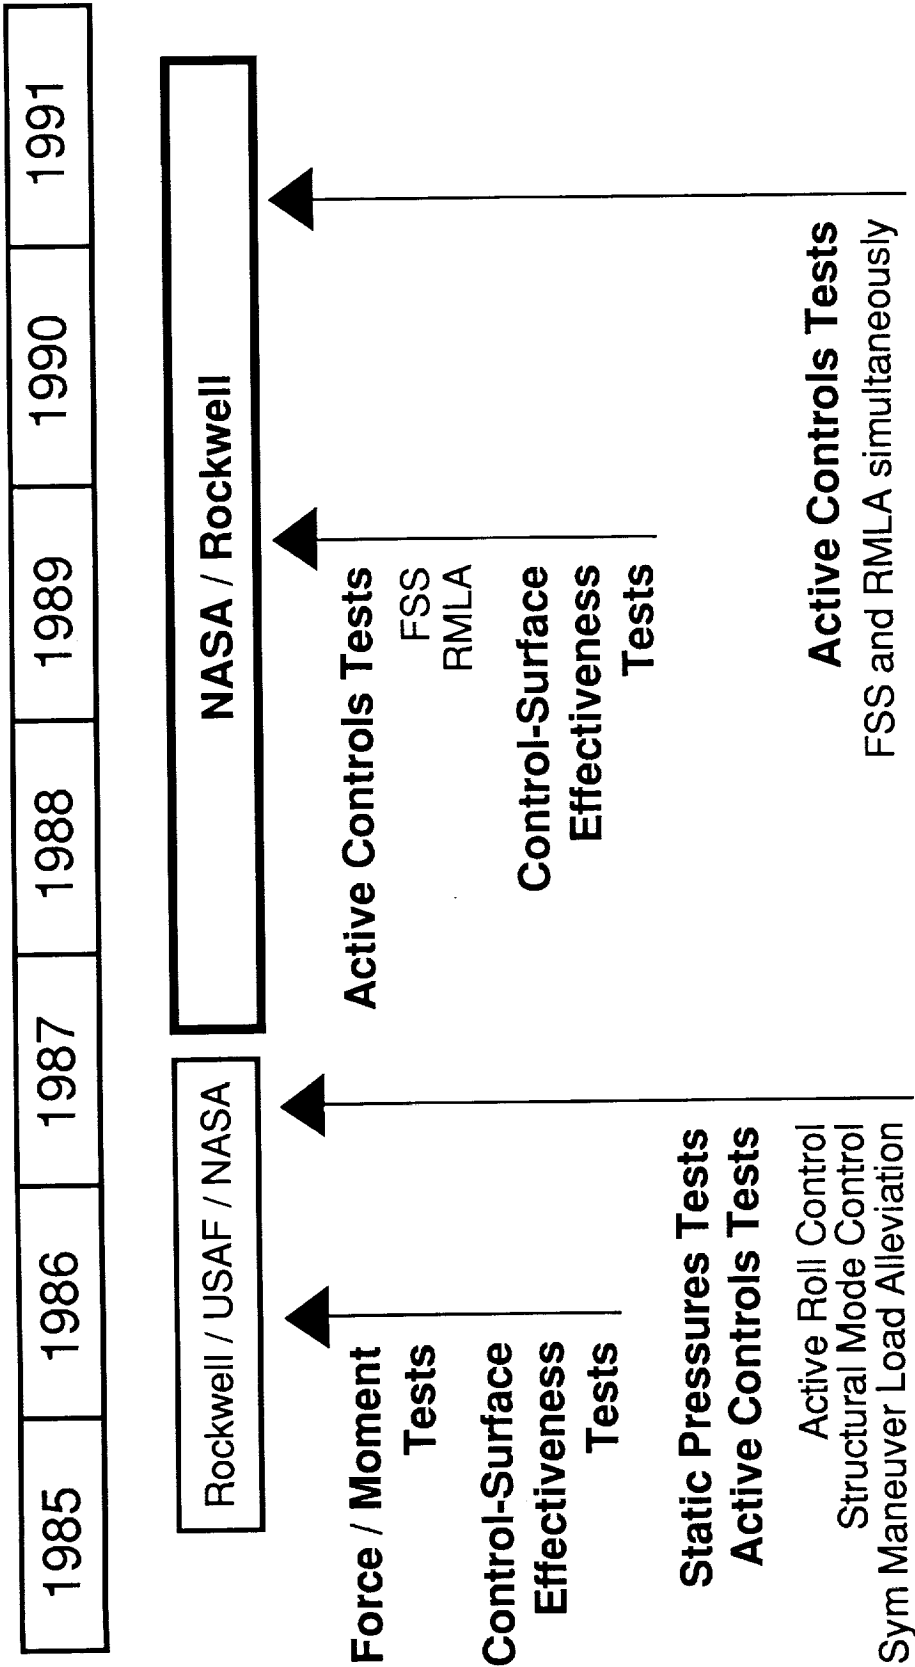 1985 1986 1987 1988 1989 1990 1991
Rockwell / USAF / NASA
NASA / Rockwell
Force / Moment
Tests
Control-Surface
Effectiveness
Tests
Static Pressures Tests
Active Controls Tests
Active Roll Control
Structural Mode Control
Sym Maneuver Load Alleviation
Active Controls Tests
FSS
RMLA
Control-Surface
Effectiveness
Tests
Active Controls Tests
FSS and RMLA simultaneously